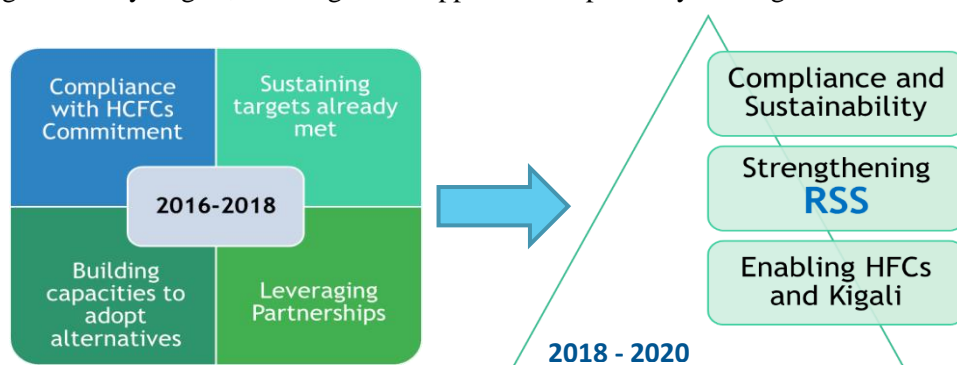 Compliance
with HCFCs
Commitment
Sustaining
targets already
met
2016-2018
Building
capacities to
adopt
alternatives
Leveraging
Partnerships
Compliance and
Sustainability
Strengthening
RSS
Enabling HFCs
and Kigali
2018 - 2020